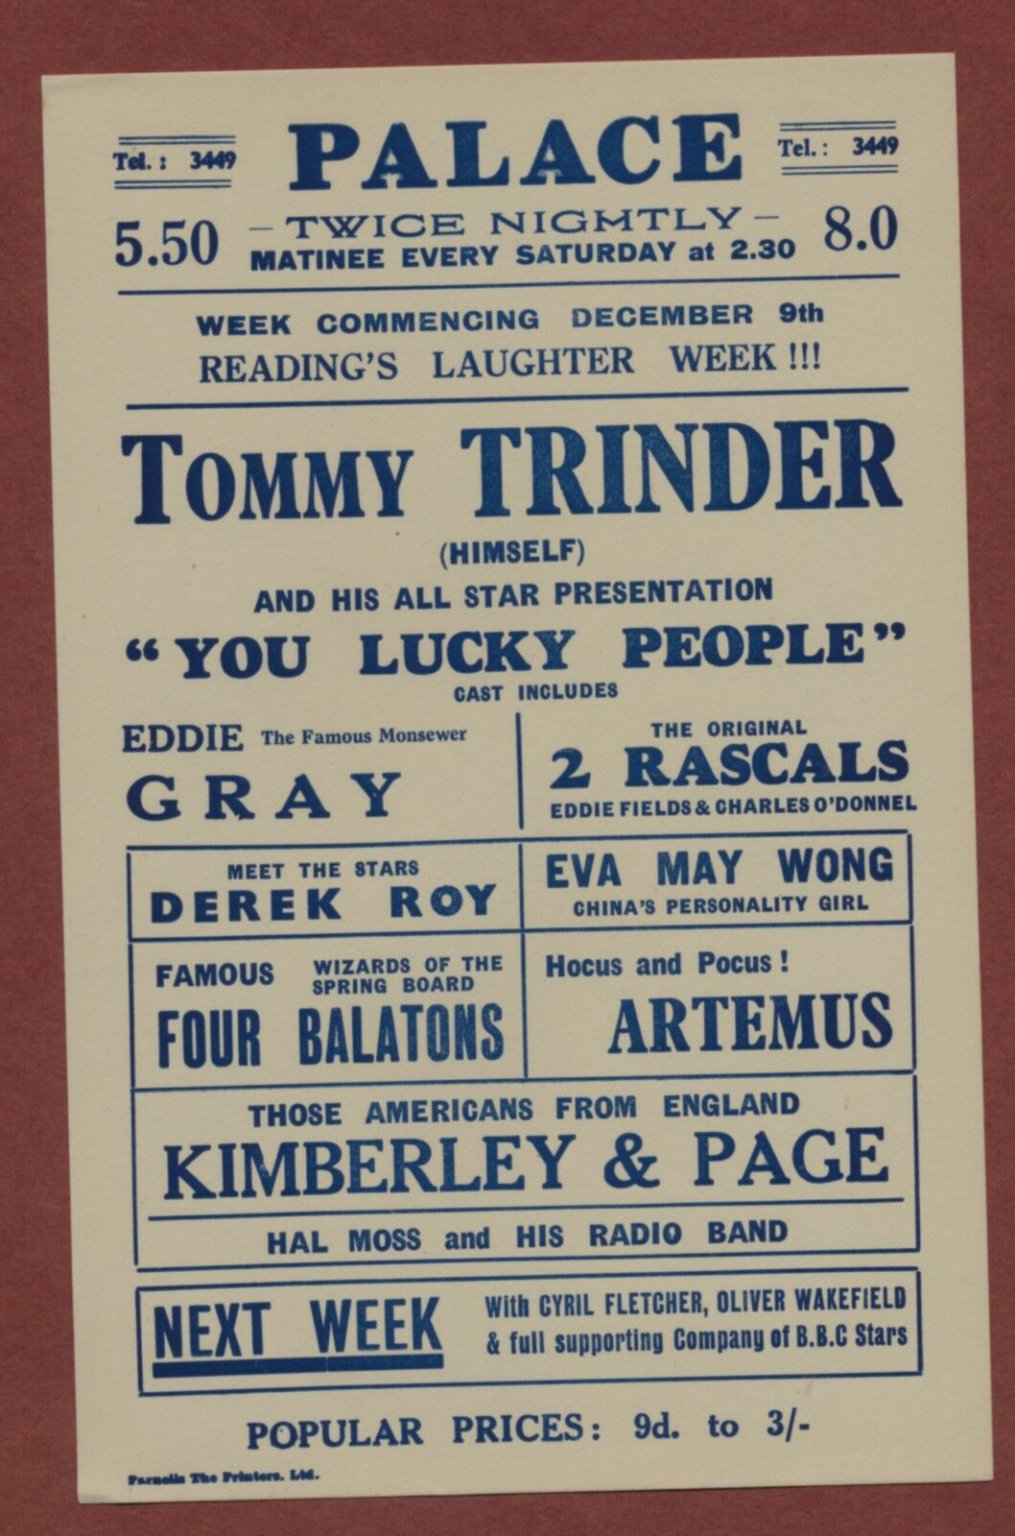 Tel. : 3449
PALACE
Tel. : 3449
5.50
- TWICE NIGHTLY -
8.0
MATINEE EVERY SATURDAY at 2.30
WEEK COMMENCING DECEMBER 9th
READING'S LAUGHTER WEEK !!!
TOMMY TRINDER
(HIMSELF)
AND HIS ALL STAR PRESENTATION
“YOU LUCKY PEOPLE”
CAST INCLUDES
EDDIE The Famous Monsewer
GRAY
THE ORIGINAL
2 RASCALS
EDDIE FIELDS & CHARLES O'DONNEL
MEET THE STARS
DEREK ROY
EVA MAY WONG
CHINA'S PERSONALITY GIRL
FAMOUS WIZARDS OF THE
SPRING BOARD
FOUR BALATONS
Hocus and Pocus !
ARTEMUS
THOSE AMERICANS FROM ENGLAND
KIMBERLEY & PAGE
HAL MOSS and HIS RADIO BAND
NEXT WEEK
With CYRIL FLETCHER, OLIVER WAKEFIELD
& full supporting Company of B.B.C Stars
POPULAR PRICES: 9d. to 3/-
Parnells The Printers. Ltd.